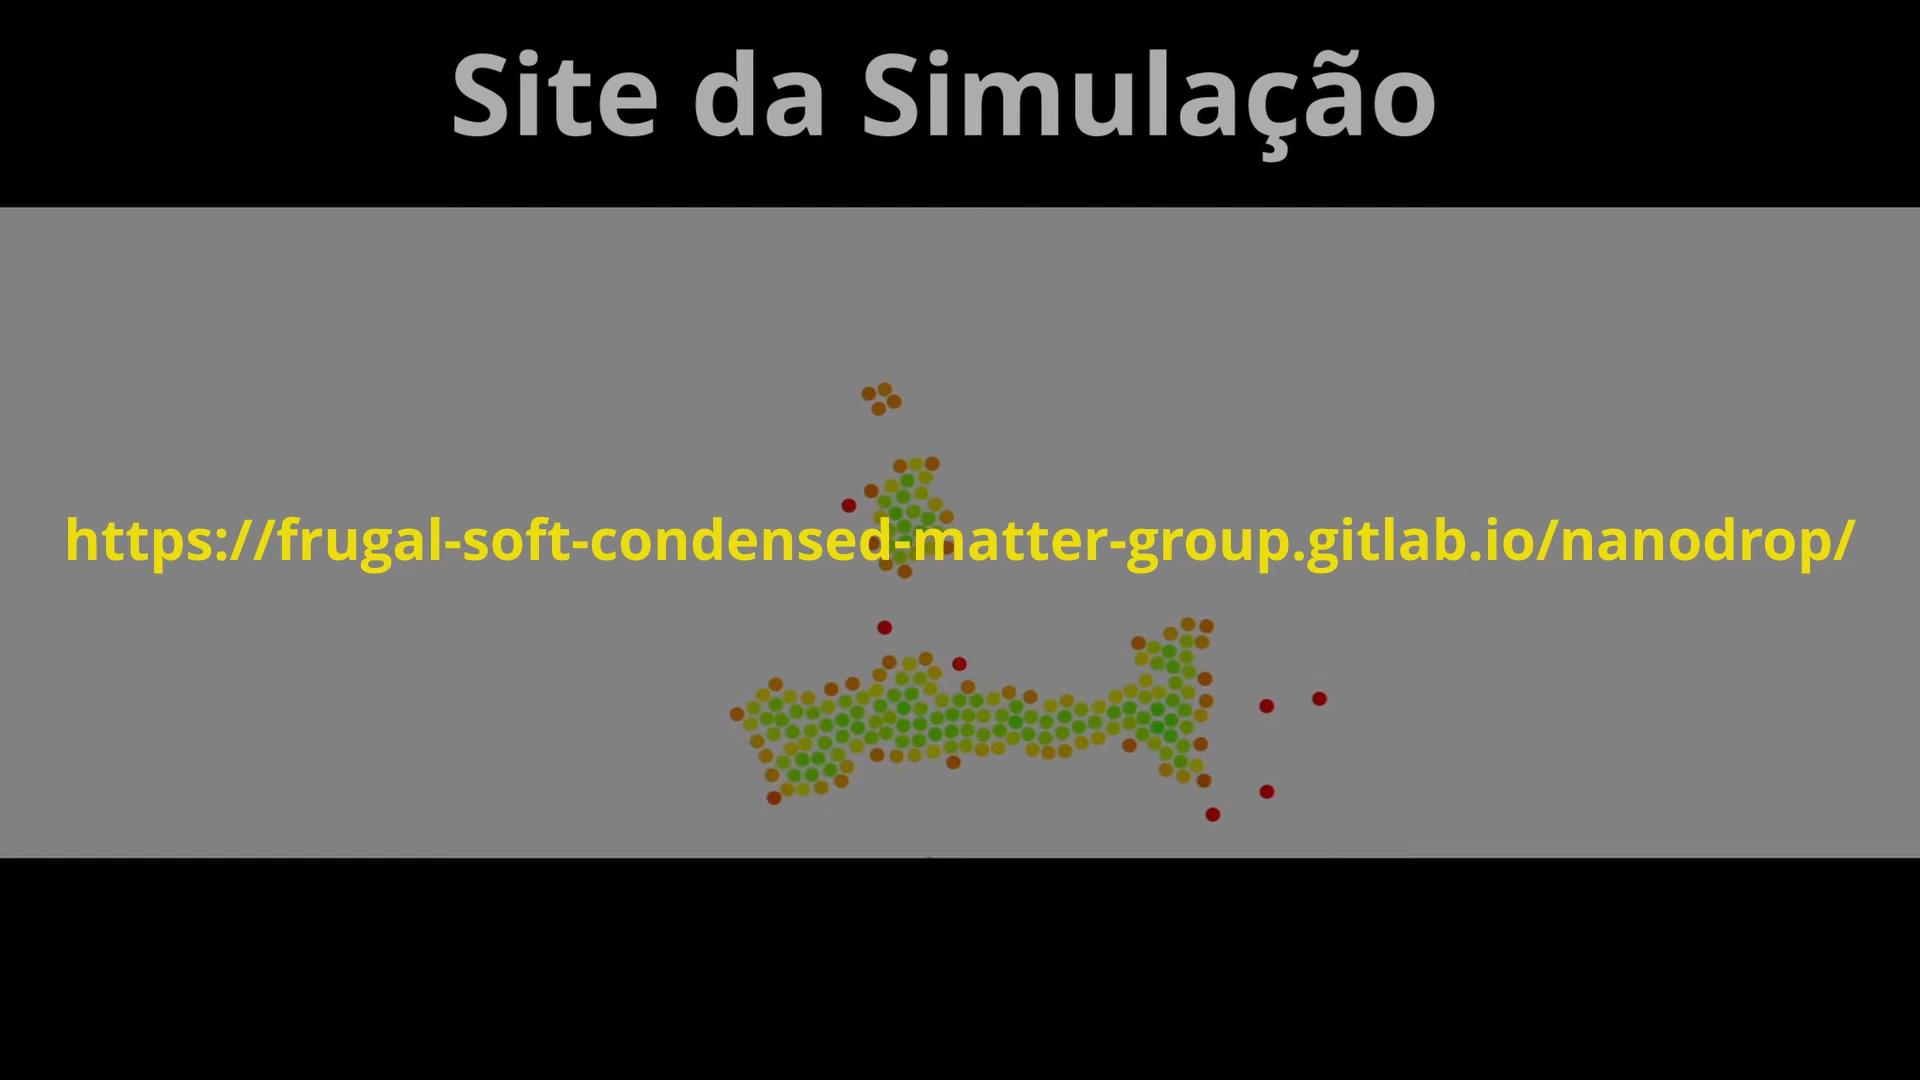 Site da Simulação
https://frugal-soft-condensed-matter-group.gitlab.io/nanodrop/